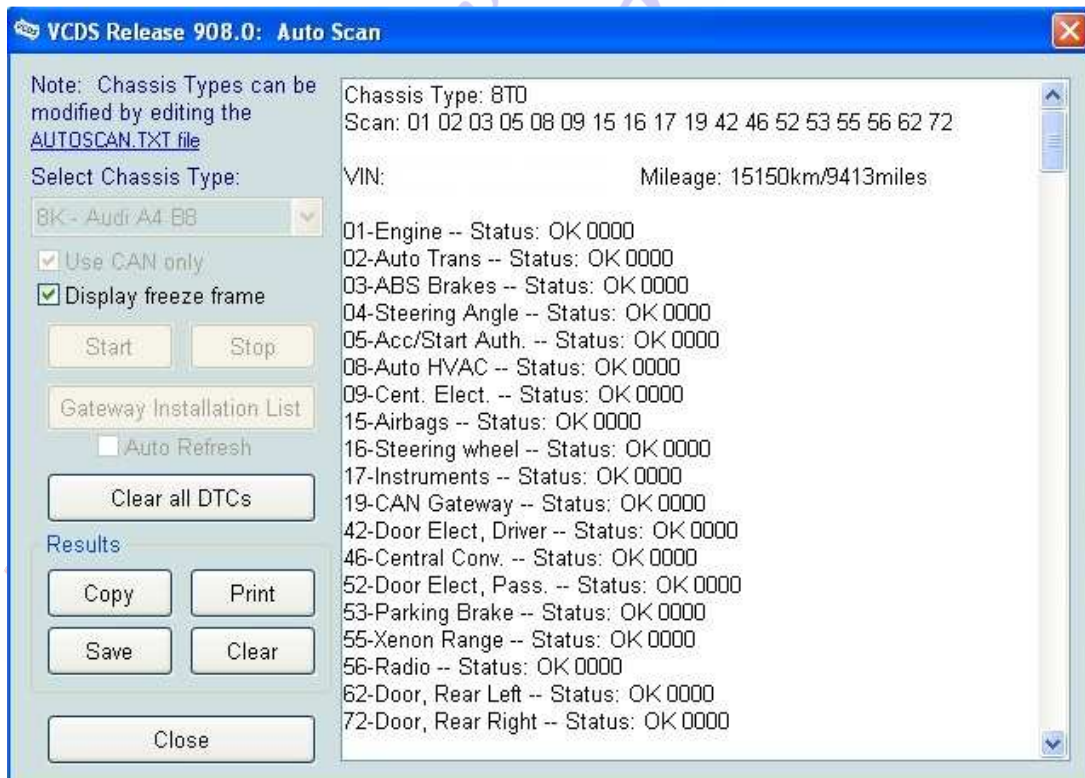 VCDS Release 908.0: Auto Scan
Note: Chassis Types can be
modified by editing the
AUTOSCAN.TXT file
Select Chassis Type:
8K - Audi A4 B8
Use CAN only
Display freeze frame
Start
Stop
Gateway Installation List
Auto Refresh
Clear all DTCs
Results
Copy
Print
Save
Clear
Close
Chassis Type: 8T0
Scan: 01 02 03 05 08 09 15 16 17 19 42 46 52 53 55 56 62 72
VIN: Mileage: 15150km/9413miles
01-Engine -- Status: OK 0000
02-Auto Trans -- Status: OK 0000
03-ABS Brakes -- Status: OK 0000
04-Steering Angle -- Status: OK 0000
05-Acc/Start Auth. -- Status: OK 0000
08-Auto HVAC -- Status: OK 0000
09-Cent. Elect. -- Status: OK 0000
15-Airbags -- Status: OK 0000
16-Steering wheel -- Status: OK 0000
17-Instruments -- Status: OK 0000
19-CAN Gateway -- Status: OK 0000
42-Door Elect, Driver -- Status: OK 0000
46-Central Conv. -- Status: OK 0000
52-Door Elect, Pass. -- Status: OK 0000
53-Parking Brake -- Status: OK 0000
55-Xenon Range -- Status: OK 0000
56-Radio -- Status: OK 0000
62-Door, Rear Left -- Status: OK 0000
72-Door, Rear Right -- Status: OK 0000